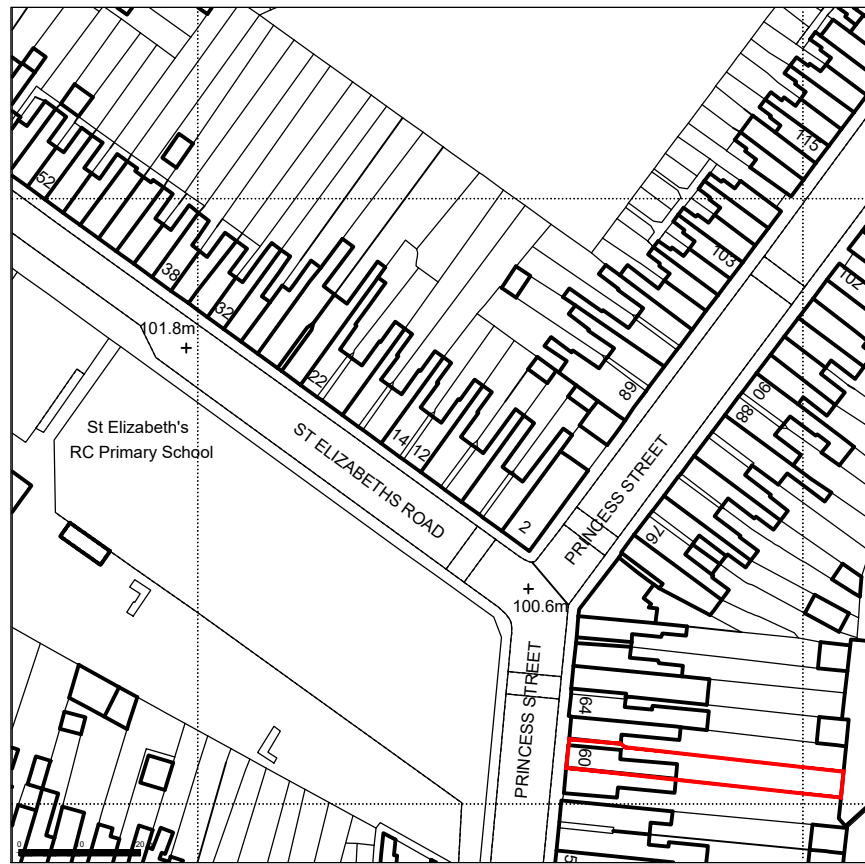 115
52
103
102
38
32
101.8m
22
89
90
88
St Elizabeth's
RC Primary School
14
12
ST ELIZABETHS ROAD
2
PRINCESS STREET
76
100.6m
PRINCESS STREET
64
60
0